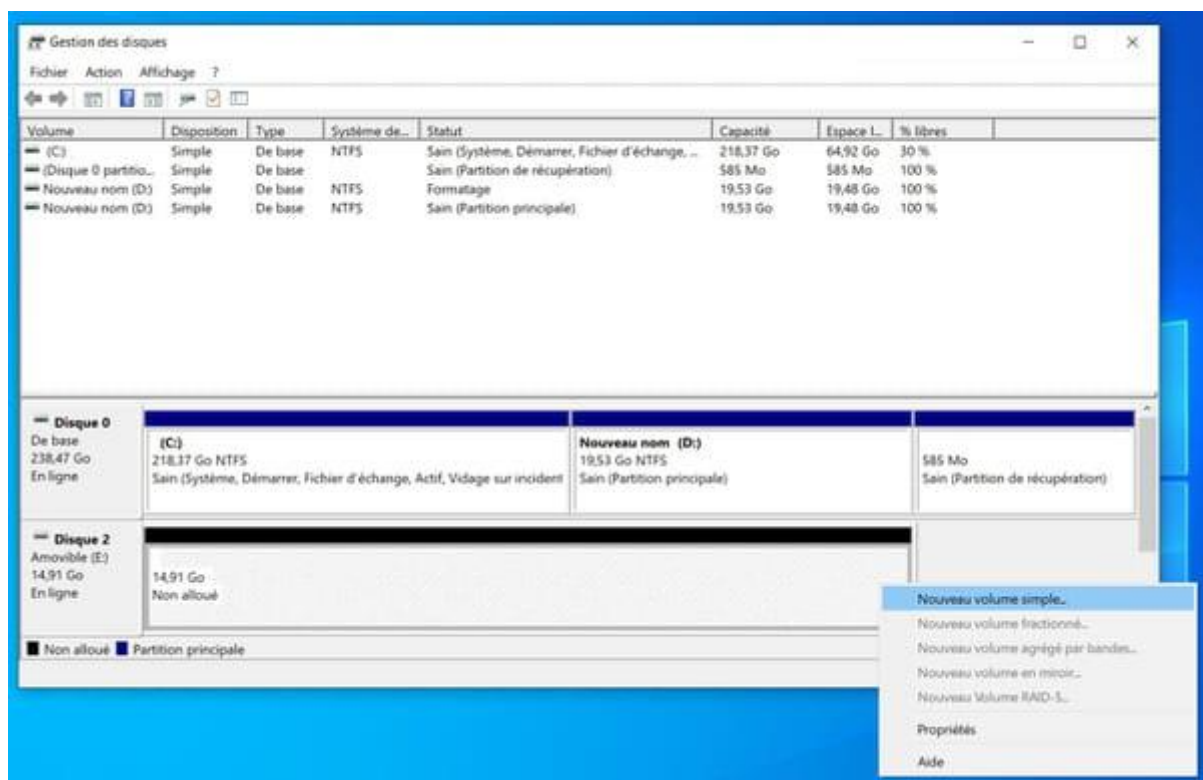 Gestion des disques
Fichier Action Affichage ?
Volume Disposition Type Système de... Statut Capacité Espace l... % libres
(C:) Simple De base NTFS Sain (Système, Démarrer, Fichier d'échange, ... 218,37 Go 64,92 Go 30 %
(Disque 0 partitio... Simple De base Sain (Partition de récupération) 585 Mo 585 Mo 100 %
Nouveau nom (D:) Simple De base NTFS Formatage 19,53 Go 19,48 Go 100 %
Nouveau nom (D:) Simple De base NTFS Sain (Partition principale) 19,53 Go 19,48 Go 100 %
Disque 0
De base
238,47 Go
En ligne
(C:)
218,37 Go NTFS
Sain (Système, Démarrer, Fichier d'échange, Actif, Vidage sur incident
Nouveau nom (D:)
19,53 Go NTFS
Sain (Partition principale)
585 Mo
Sain (Partition de récupération)
Disque 2
Amovible (E:)
14,91 Go
En ligne
14,91 Go
Non alloué
Non alloué Partition principale
Nouveau volume simple...
Nouveau volume fractionné...
Nouveau volume agrégé par bandes...
Nouveau volume en miroir...
Nouveau Volume RAID-5...
Propriétés
Aide